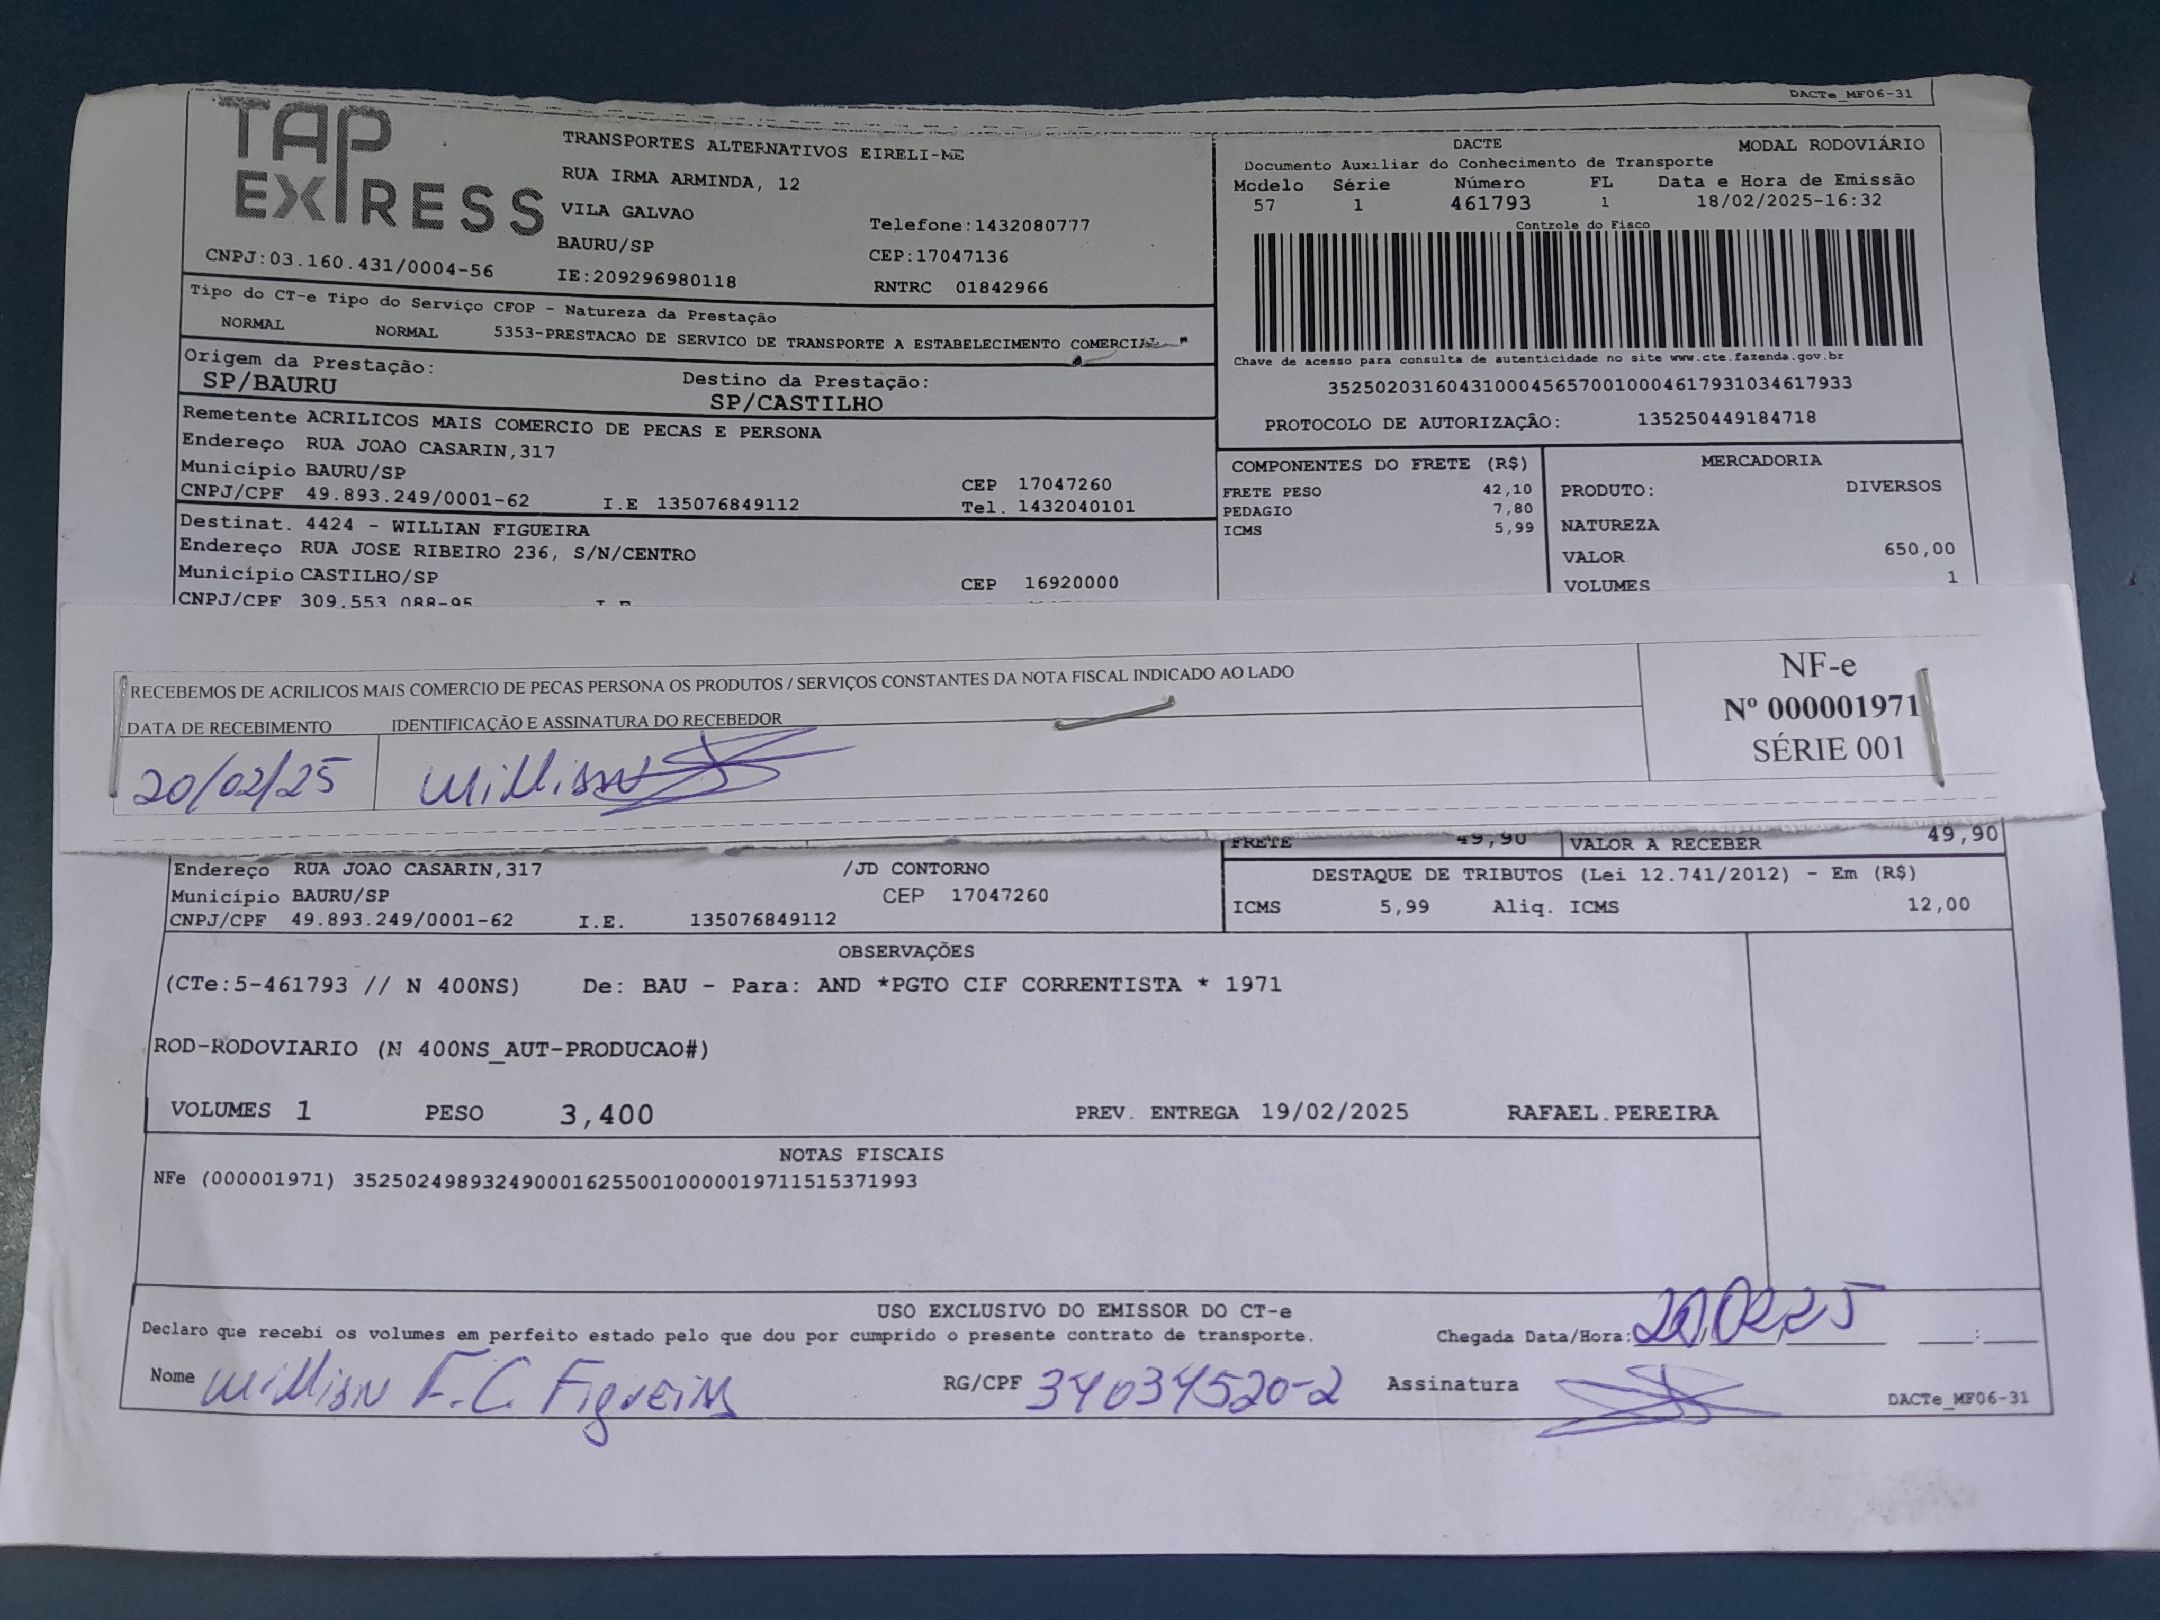 DACTe_MF06-31
TAP EXPRESS
TRANSPORTES ALTERNATIVOS EIRELI-ME
RUA IRMA ARMINDA, 12
VILA GALVAO
Telefone:1432080777
BAURU/SP
CEP:17047136
CNPJ:03.160.431/0004-56
IE:209296980118
RNTRC 01842966
DACTE MODAL RODOVIÁRIO
Documento Auxiliar do Conhecimento de Transporte
Modelo Série Número FL Data e Hora de Emissão
57 1 461793 1 18/02/2025-16:32
Controle do Fisco
Chave de acesso para consulta de autenticidade no site www.cte.fazenda.gov.br
35250203160431000456570010004617931034617933
PROTOCOLO DE AUTORIZAÇÃO: 135250449184718
Tipo do CT-e Tipo do Serviço CFOP - Natureza da Prestação
NORMAL NORMAL 5353-PRESTACAO DE SERVICO DE TRANSPORTE A ESTABELECIMENTO COMERCIAL
Origem da Prestação:
SP/BAURU
Destino da Prestação:
SP/CASTILHO
Remetente ACRILICOS MAIS COMERCIO DE PECAS E PERSONA
Endereço RUA JOAO CASARIN,317
Município BAURU/SP CEP 17047260
CNPJ/CPF 49.893.249/0001-62 I.E 135076849112 Tel. 1432040101
Destinat. 4424 - WILLIAN FIGUEIRA
Endereço RUA JOSE RIBEIRO 236, S/N/CENTRO
Município CASTILHO/SP CEP 16920000
CNPJ/CPF 309.553.088-95
COMPONENTES DO FRETE (R$)
FRETE PESO 42,10
PEDAGIO 7,80
ICMS 5,99
MERCADORIA
PRODUTO: DIVERSOS
NATUREZA
VALOR 650,00
VOLUMES 1
RECEBEMOS DE ACRILICOS MAIS COMERCIO DE PECAS PERSONA OS PRODUTOS / SERVIÇOS CONSTANTES DA NOTA FISCAL INDICADO AO LADO
DATA DE RECEBIMENTO IDENTIFICAÇÃO E ASSINATURA DO RECEBEDOR
20/02/25 Willian
NF-e
Nº 000001971
SÉRIE 001
FRETE 49,90 VALOR A RECEBER 49,90
Endereço RUA JOAO CASARIN,317 /JD CONTORNO
Município BAURU/SP CEP 17047260
CNPJ/CPF 49.893.249/0001-62 I.E. 135076849112
DESTAQUE DE TRIBUTOS (Lei 12.741/2012) - Em (R$)
ICMS 5,99 Aliq. ICMS 12,00
OBSERVAÇÕES
(CTe:5-461793 // N 400NS) De: BAU - Para: AND *PGTO CIF CORRENTISTA * 1971
ROD-RODOVIARIO (N 400NS_AUT-PRODUCAO#)
VOLUMES 1 PESO 3,400 PREV. ENTREGA 19/02/2025 RAFAEL.PEREIRA
NOTAS FISCAIS
NFe (000001971) 35250249893249000162550010000019711515371993
USO EXCLUSIVO DO EMISSOR DO CT-e
Declaro que recebi os volumes em perfeito estado pelo que dou por cumprido o presente contrato de transporte. Chegada Data/Hora: 20,02,25
Nome Willian F.C. Figueira RG/CPF 34034520-2 Assinatura
DACTe_MF06-31